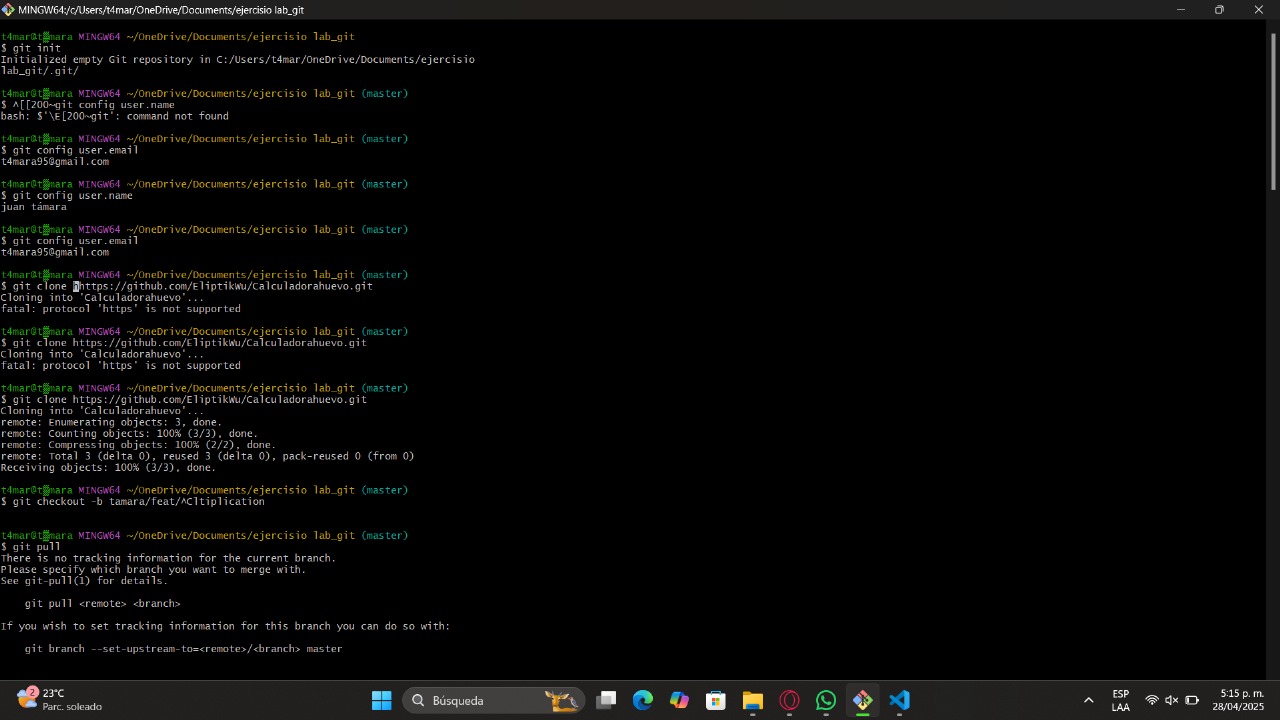 MINGW64:/c/Users/t4mar/OneDrive/Documents/ejercisio lab_git
t4mar@t▒mara MINGW64 ~/OneDrive/Documents/ejercisio lab_git
$ git init
Initialized empty Git repository in C:/Users/t4mar/OneDrive/Documents/ejercisio
lab_git/.git/
t4mar@t▒mara MINGW64 ~/OneDrive/Documents/ejercisio lab_git (master)
$ ^[[200~git config user.name
bash: $'\E[200~git': command not found
t4mar@t▒mara MINGW64 ~/OneDrive/Documents/ejercisio lab_git (master)
$ git config user.email
t4mara95@gmail.com
t4mar@t▒mara MINGW64 ~/OneDrive/Documents/ejercisio lab_git (master)
$ git config user.name
juan támara
t4mar@t▒mara MINGW64 ~/OneDrive/Documents/ejercisio lab_git (master)
$ git config user.email
t4mara95@gmail.com
t4mar@t▒mara MINGW64 ~/OneDrive/Documents/ejercisio lab_git (master)
$ git clone hhttps://github.com/EliptikWu/Calculadorahuevo.git
Cloning into 'Calculadorahuevo'...
fatal: protocol 'https' is not supported
t4mar@t▒mara MINGW64 ~/OneDrive/Documents/ejercisio lab_git (master)
$ git clone https://github.com/EliptikWu/Calculadorahuevo.git
Cloning into 'Calculadorahuevo'...
fatal: protocol 'https' is not supported
t4mar@t▒mara MINGW64 ~/OneDrive/Documents/ejercisio lab_git (master)
$ git clone https://github.com/EliptikWu/Calculadorahuevo.git
Cloning into 'Calculadorahuevo'...
remote: Enumerating objects: 3, done.
remote: Counting objects: 100% (3/3), done.
remote: Compressing objects: 100% (2/2), done.
remote: Total 3 (delta 0), reused 3 (delta 0), pack-reused 0 (from 0)
Receiving objects: 100% (3/3), done.
t4mar@t▒mara MINGW64 ~/OneDrive/Documents/ejercisio lab_git (master)
$ git checkout -b tamara/feat/^Cltiplication
t4mar@t▒mara MINGW64 ~/OneDrive/Documents/ejercisio lab_git (master)
$ git pull
There is no tracking information for the current branch.
Please specify which branch you want to merge with.
See git-pull(1) for details.
git pull <remote> <branch>
If you wish to set tracking information for this branch you can do so with:
git branch --set-upstream-to=<remote>/<branch> master
2
23°C
Parc. soleado
Búsqueda
ESP
LAA
5:15 p. m.
28/04/2025